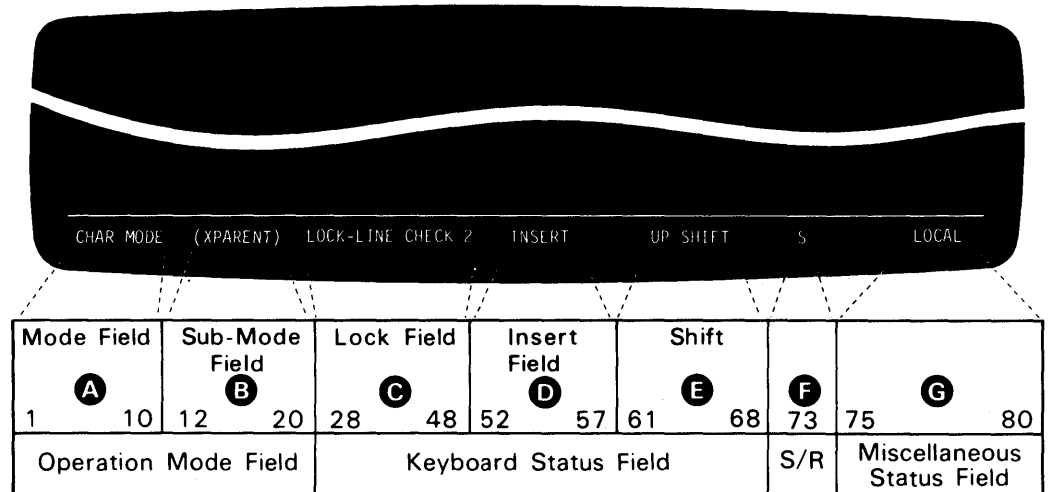 CHAR MODE (XPARENT) LOCK-LINE CHECK 2 INSERT UP SHIFT S LOCAL
Mode Field Sub-Mode Field Lock Field Insert Field Shift
A B C D E F G
1 10 12 20 28 48 52 57 61 68 73 75 80
Operation Mode Field Keyboard Status Field S/R Miscellaneous Status Field